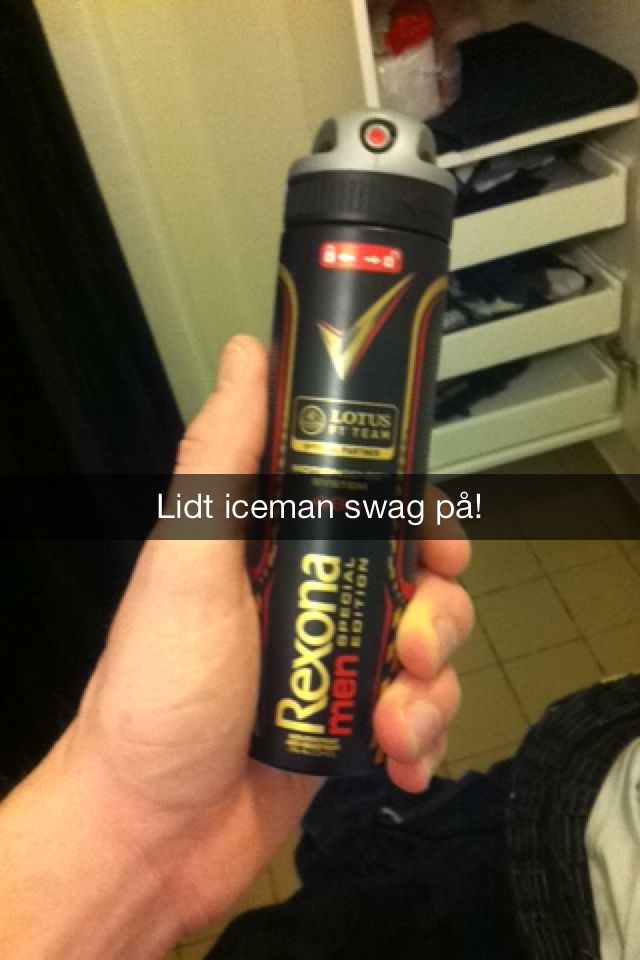 LOTUS
F1 TEAM
Lidt iceman swag på!
Rexona
men
SPECIAL
EDITION